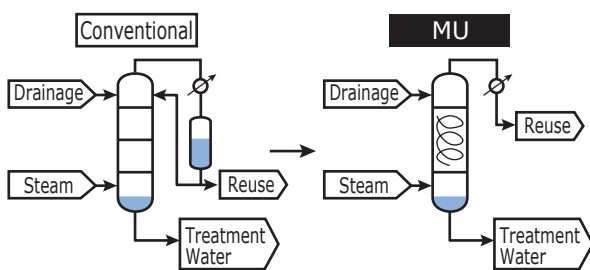 Conventional
MU
Drainage
Steam
Reuse
Treatment
Water
Drainage
Steam
Reuse
Treatment
Water